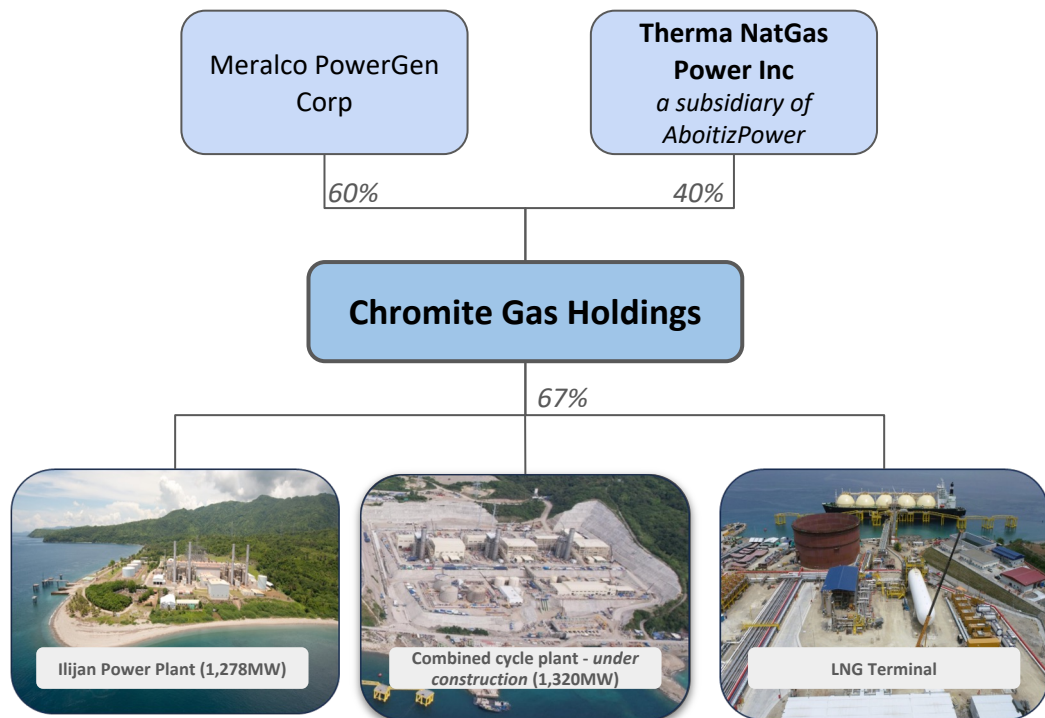 Meralco PowerGen
Corp
Therma NatGas
Power Inc
a subsidiary of
AboitizPower
60%
40%
Chromite Gas Holdings
67%
Ilijan Power Plant (1,278MW)
Combined cycle plant - under
construction (1,320MW)
LNG Terminal